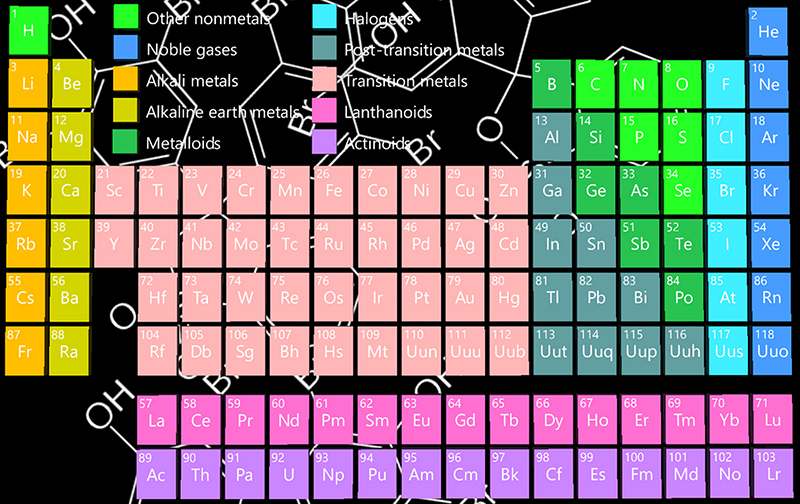 1
H
Other nonmetals
Halogens
2
He
Noble gases
Post-transition metals
Alkali metals
Transition metals
Alkaline earth metals
Lanthanoids
Metalloids
Actinoids
3 4 5 6 7 8 9 10
Li Be B C N O F Ne
11 12 13 14 15 16 17 18
Na Mg Al Si P S Cl Ar
19 20 21 22 23 24 25 26 27 28 29 30 31 32 33 34 35 36
K Ca Sc Ti V Cr Mn Fe Co Ni Cu Zn Ga Ge As Se Br Kr
37 38 39 40 41 42 43 44 45 46 47 48 49 50 51 52 53 54
Rb Sr Y Zr Nb Mo Tc Ru Rh Pd Ag Cd In Sn Sb Te I Xe
55 56 72 73 74 75 76 77 78 79 80 81 82 83 84 85 86
Cs Ba Hf Ta W Re Os Ir Pt Au Hg Tl Pb Bi Po At Rn
87 88 104 105 106 107 108 109 110 111 112 113 114 115 116 117 118
Fr Ra Rf Db Sg Bh Hs Mt Uun Uuu Uub Uut Uuq Uup Uuh Uus Uuo
57 58 59 60 61 62 63 64 65 66 67 68 69 70 71
La Ce Pr Nd Pm Sm Eu Gd Tb Dy Ho Er Tm Yb Lu
89 90 91 92 93 94 95 96 97 98 99 100 101 102 103
Ac Th Pa U Np Pu Am Cm Bk Cf Es Fm Md No Lr
OH
OH
Br
Br
O
O
OH